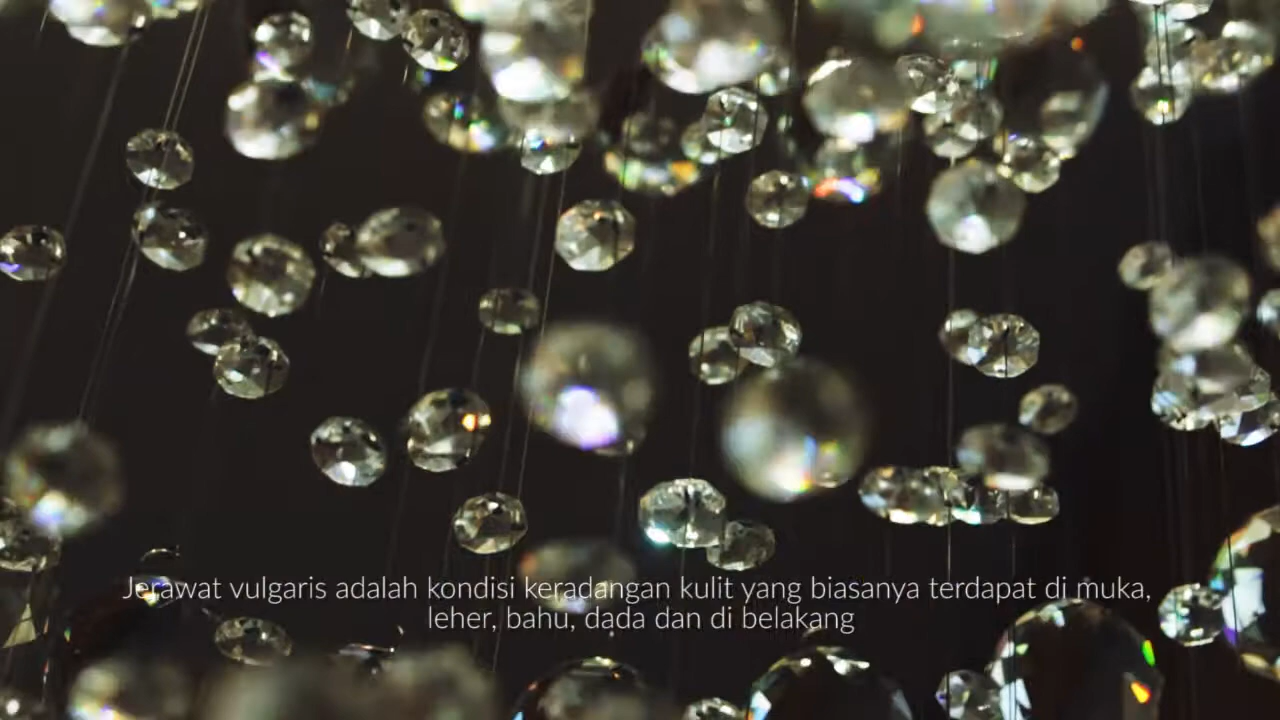 Jerawat vulgaris adalah kondisi keradangan kulit yang biasanya terdapat di muka,
leher, bahu, dada dan di belakang